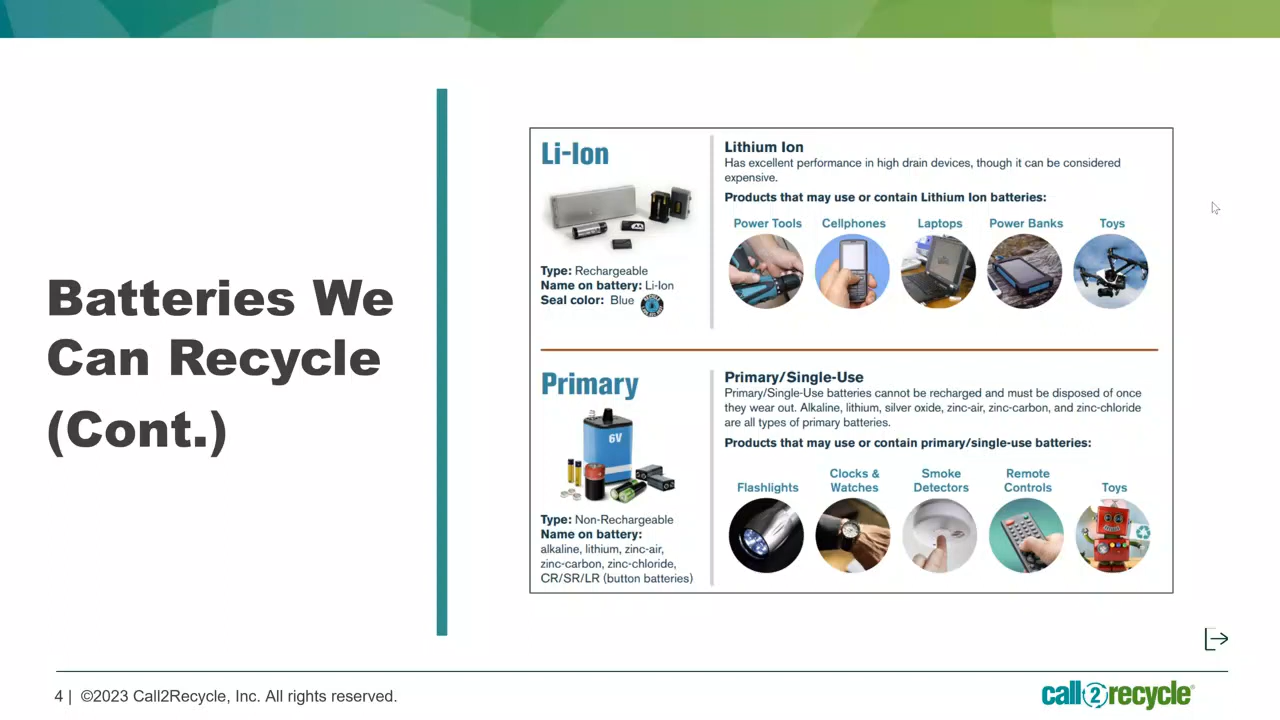 Batteries We
Can Recycle
(Cont.)
Li-Ion
Type: Rechargeable
Name on battery: Li-Ion
Seal color: Blue
Lithium Ion
Has excellent performance in high drain devices, though it can be considered
expensive.
Products that may use or contain Lithium Ion batteries:
Power Tools
Cellphones
Laptops
Power Banks
Toys
Primary
6V
Type: Non-Rechargeable
Name on battery:
alkaline, lithium, zinc-air,
zinc-carbon, zinc-chloride,
CR/SR/LR (button batteries)
Primary/Single-Use
Primary/Single-Use batteries cannot be recharged and must be disposed of once
they wear out. Alkaline, lithium, silver oxide, zinc-air, zinc-carbon, and zinc-chloride
are all types of primary batteries.
Products that may use or contain primary/single-use batteries:
Flashlights
Clocks &
Watches
Smoke
Detectors
Remote
Controls
Toys
4 | ©2023 Call2Recycle, Inc. All rights reserved.
call2recycle®